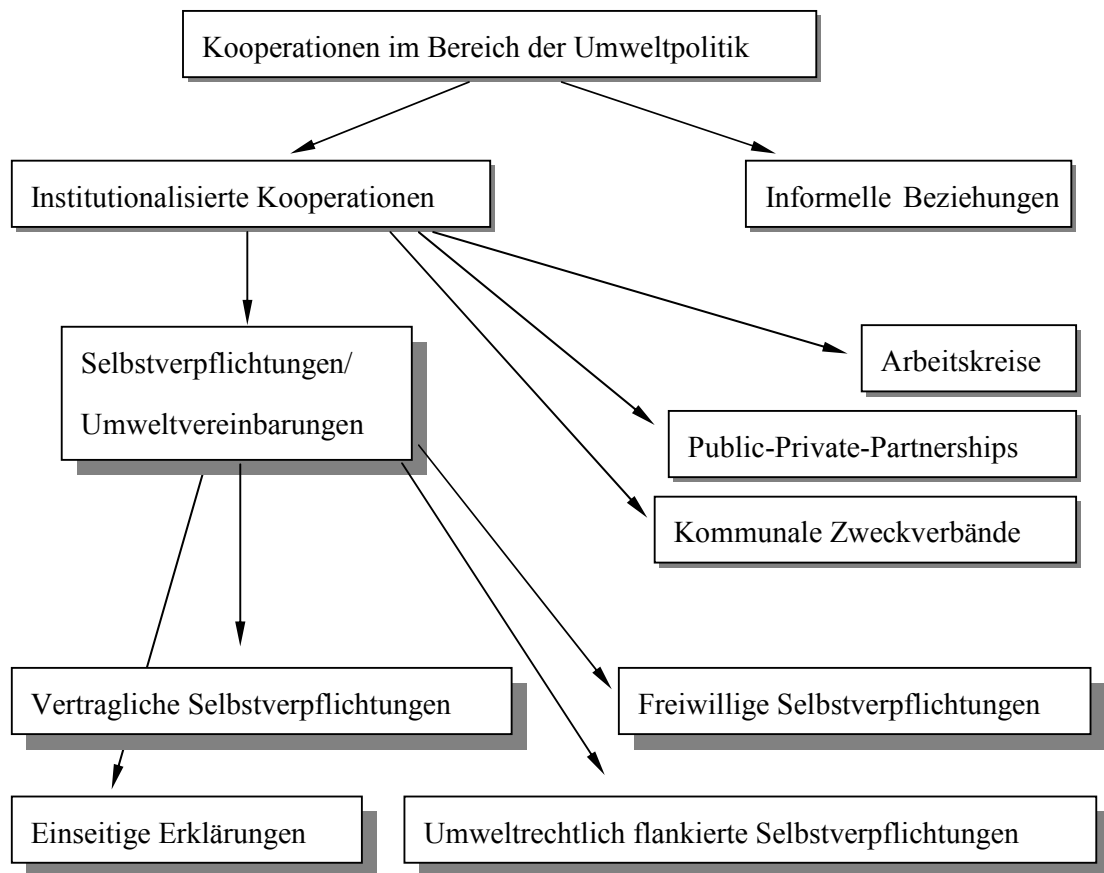 Kooperationen im Bereich der Umweltpolitik
Institutionalisierte Kooperationen
Informelle Beziehungen
Selbstverpflichtungen/
Umweltvereinbarungen
Arbeitskreise
Public-Private-Partnerships
Kommunale Zweckverbände
Vertragliche Selbstverpflichtungen
Freiwillige Selbstverpflichtungen
Einseitige Erklärungen
Umweltrechtlich flankierte Selbstverpflichtungen